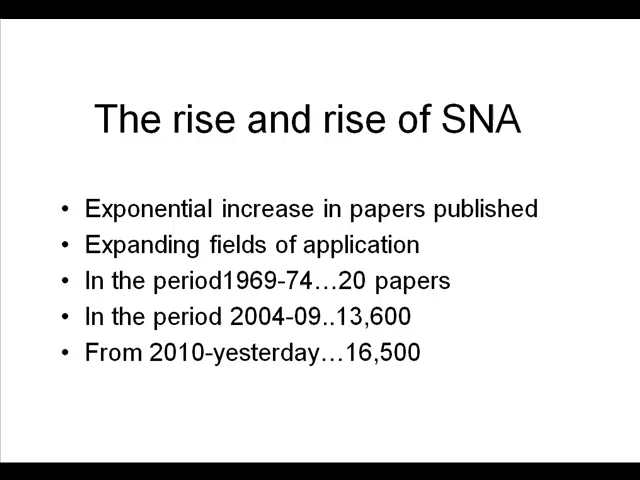 The rise and rise of SNA
• Exponential increase in papers published
• Expanding fields of application
• In the period1969-74…20 papers
• In the period 2004-09..13,600
• From 2010-yesterday…16,500